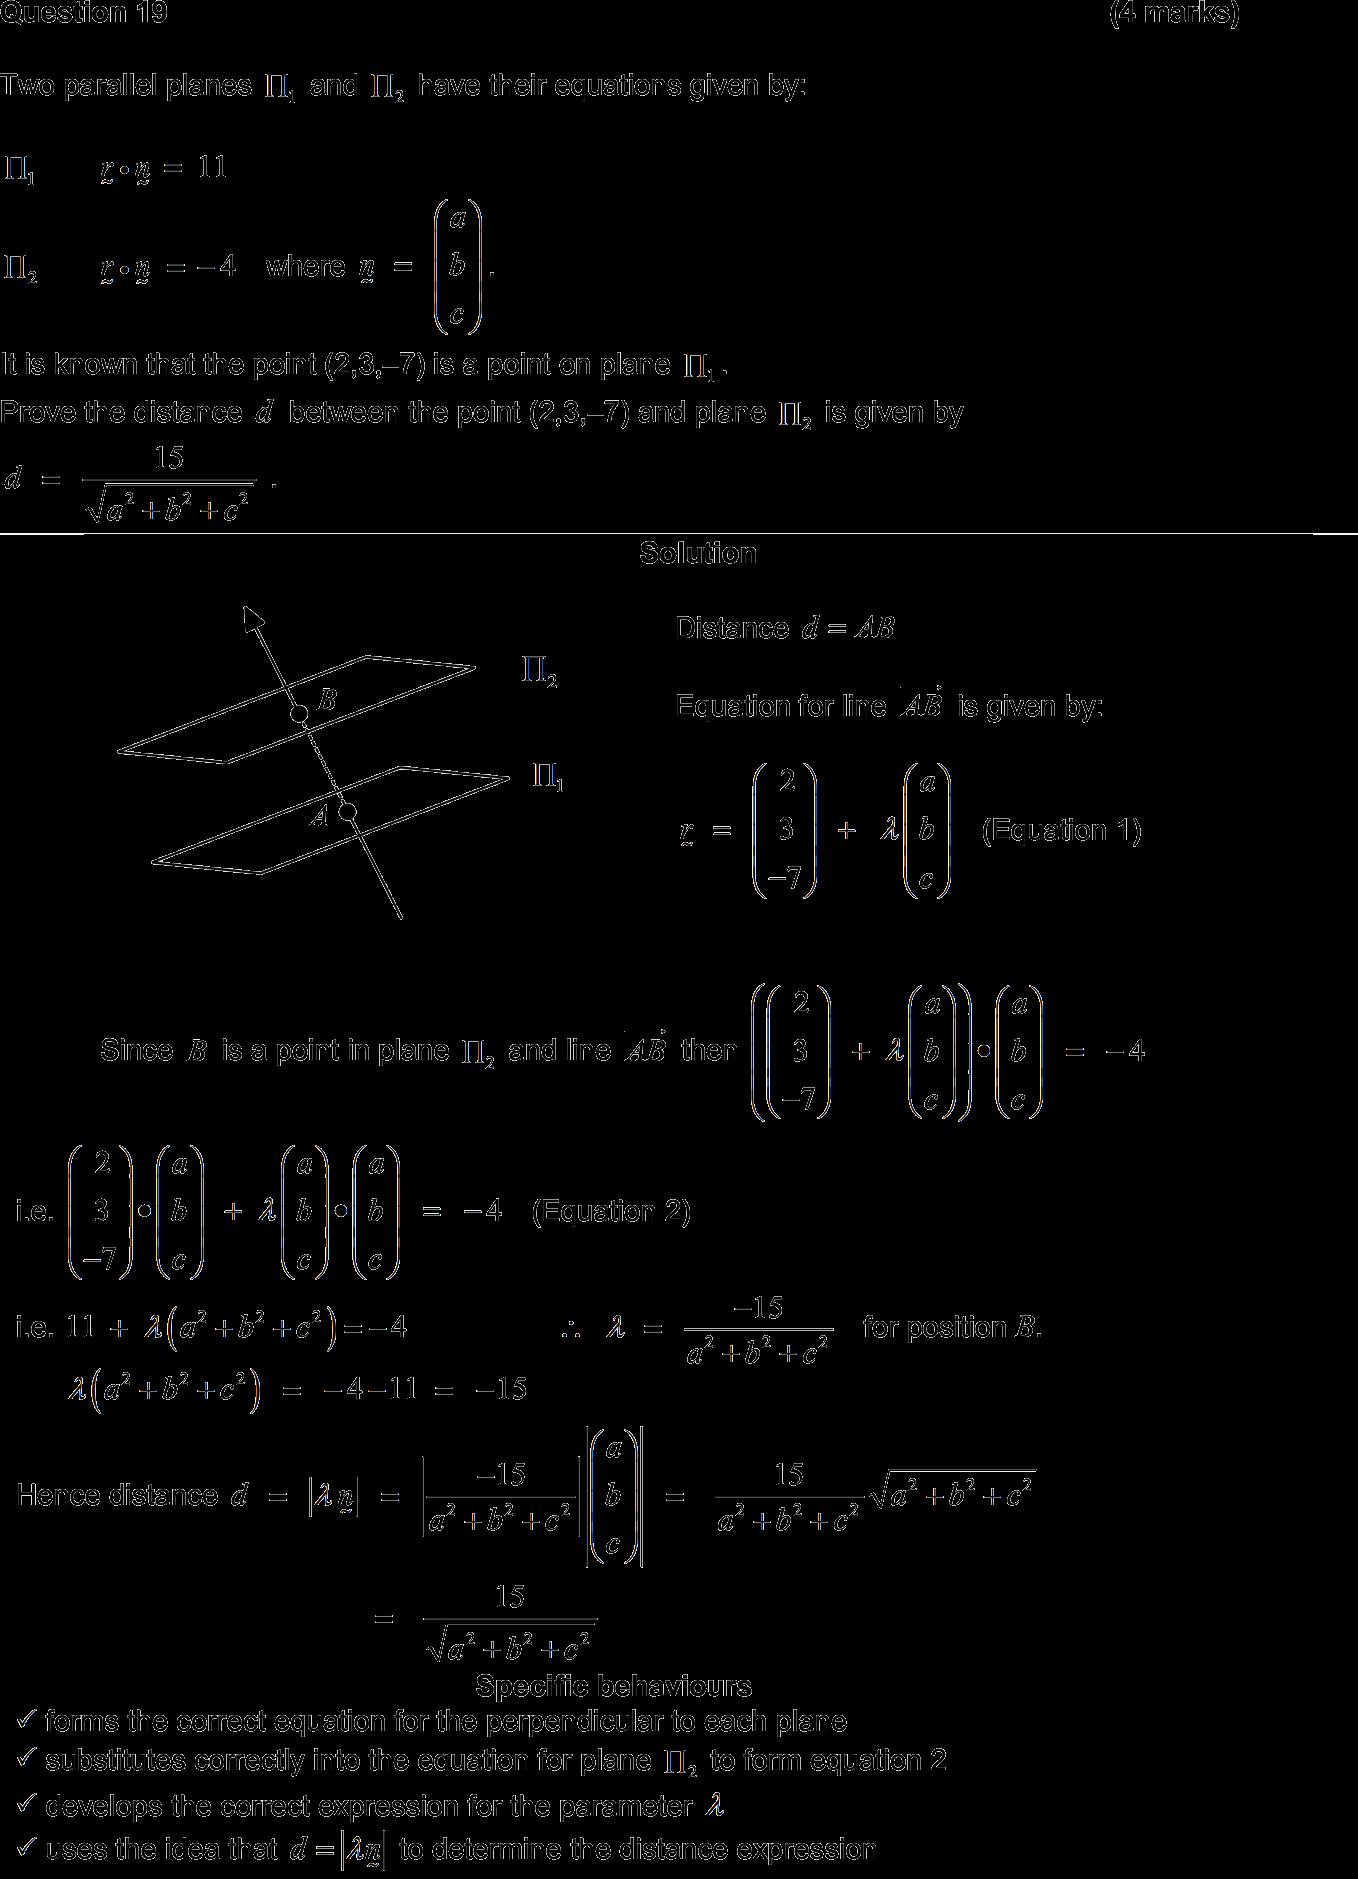 Question 19 (4 marks)
Two parallel planes Π₁ and Π₂ have their equations given by:
Π₁ r∘n = 11
Π₂ r∘n = −4 where n = (a b c).
It is known that the point (2,3,–7) is a point on plane Π₁.
Prove the distance d between the point (2,3,–7) and plane Π₂ is given by
d = 15/√(a²+b²+c²) .
Solution
Π₂
B
Π₁
A
Distance d = AB
Equation for line AB is given by:
r = (2 3 −7) + λ(a b c) (Equation 1)
Since B is a point in plane Π₂ and line AB then ((2 3 −7) + λ(a b c))∘(a b c) = −4
i.e. (2 3 −7)∘(a b c) + λ(a b c)∘(a b c) = −4 (Equation 2)
i.e. 11 + λ(a²+b²+c²)=−4 ∴ λ = −15/(a²+b²+c²) for position B.
λ(a²+b²+c²) = −4−11 = −15
Hence distance d = |λn| = |−15/(a²+b²+c²)| |(a b c)| = 15/(a²+b²+c²) √(a²+b²+c²)
= 15/√(a²+b²+c²)
Specific behaviours
✓ forms the correct equation for the perpendicular to each plane
✓ substitutes correctly into the equation for plane Π₂ to form equation 2
✓ develops the correct expression for the parameter λ
✓ uses the idea that d=|λn| to determine the distance expression